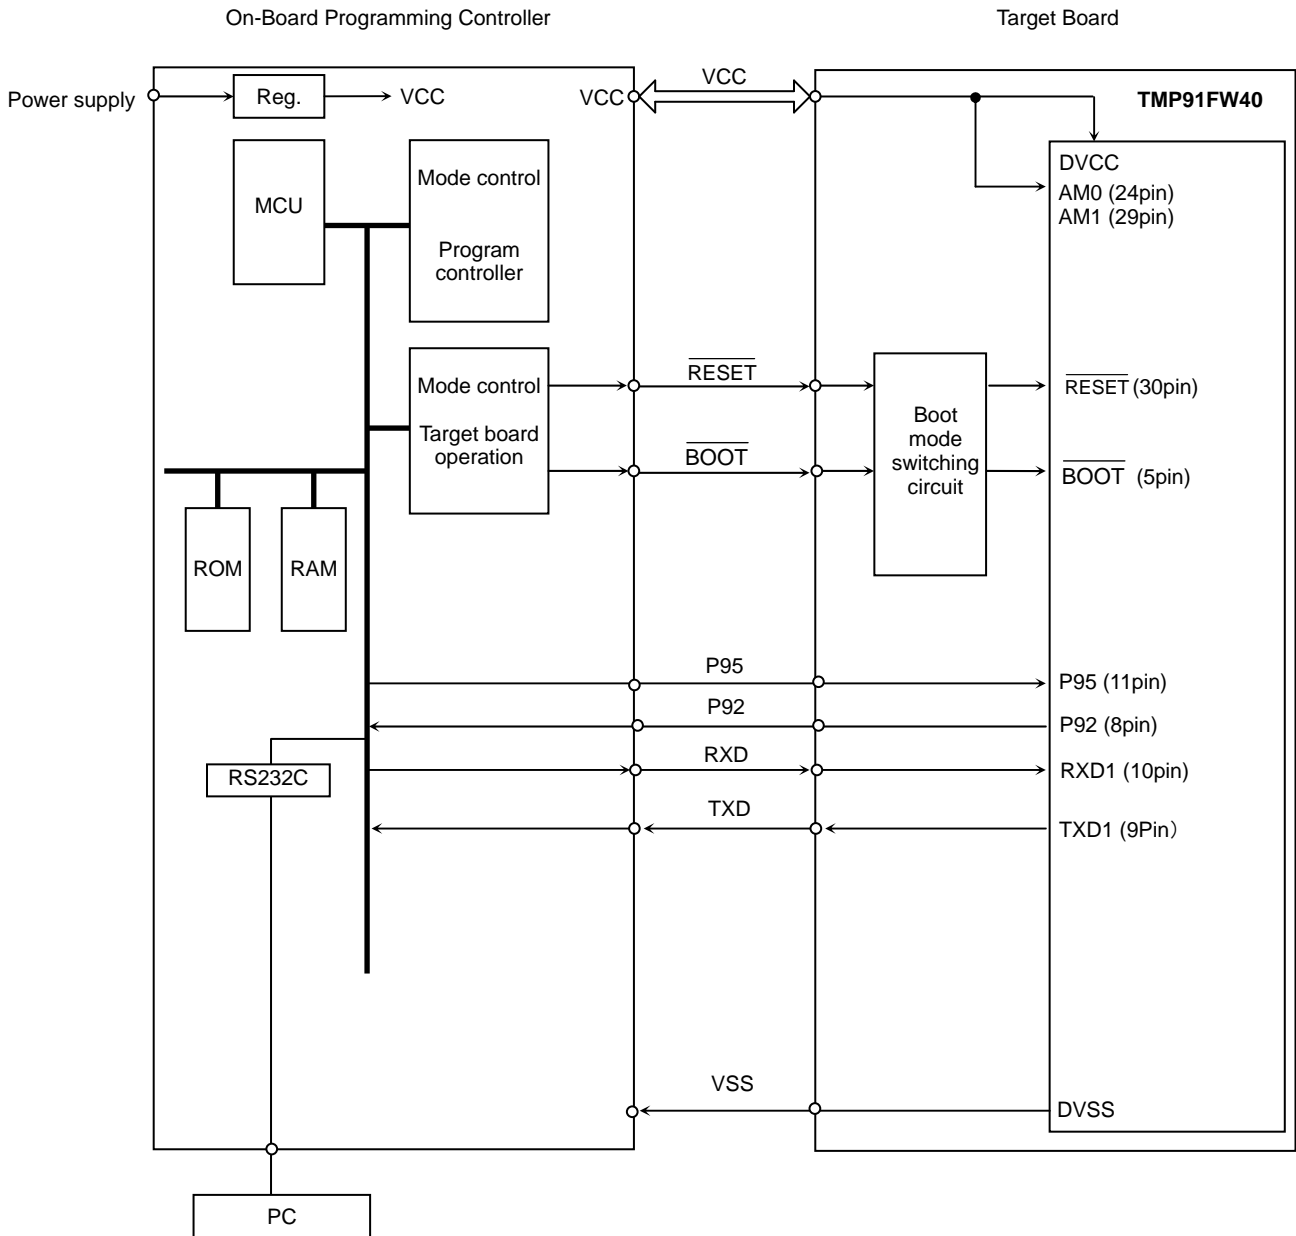 On-Board Programming Controller
Target Board
Power supply
Reg.
VCC
VCC
VCC
TMP91FW40
MCU
Mode control
Program
controller
DVCC
AM0 (24pin)
AM1 (29pin)
Mode control
Target board
operation
RESET
BOOT
Boot
mode
switching
circuit
RESET (30pin)
BOOT (5pin)
ROM
RAM
P95
P95 (11pin)
P92
P92 (8pin)
RS232C
RXD
RXD1 (10pin)
TXD
TXD1 (9Pin）
VSS
DVSS
PC